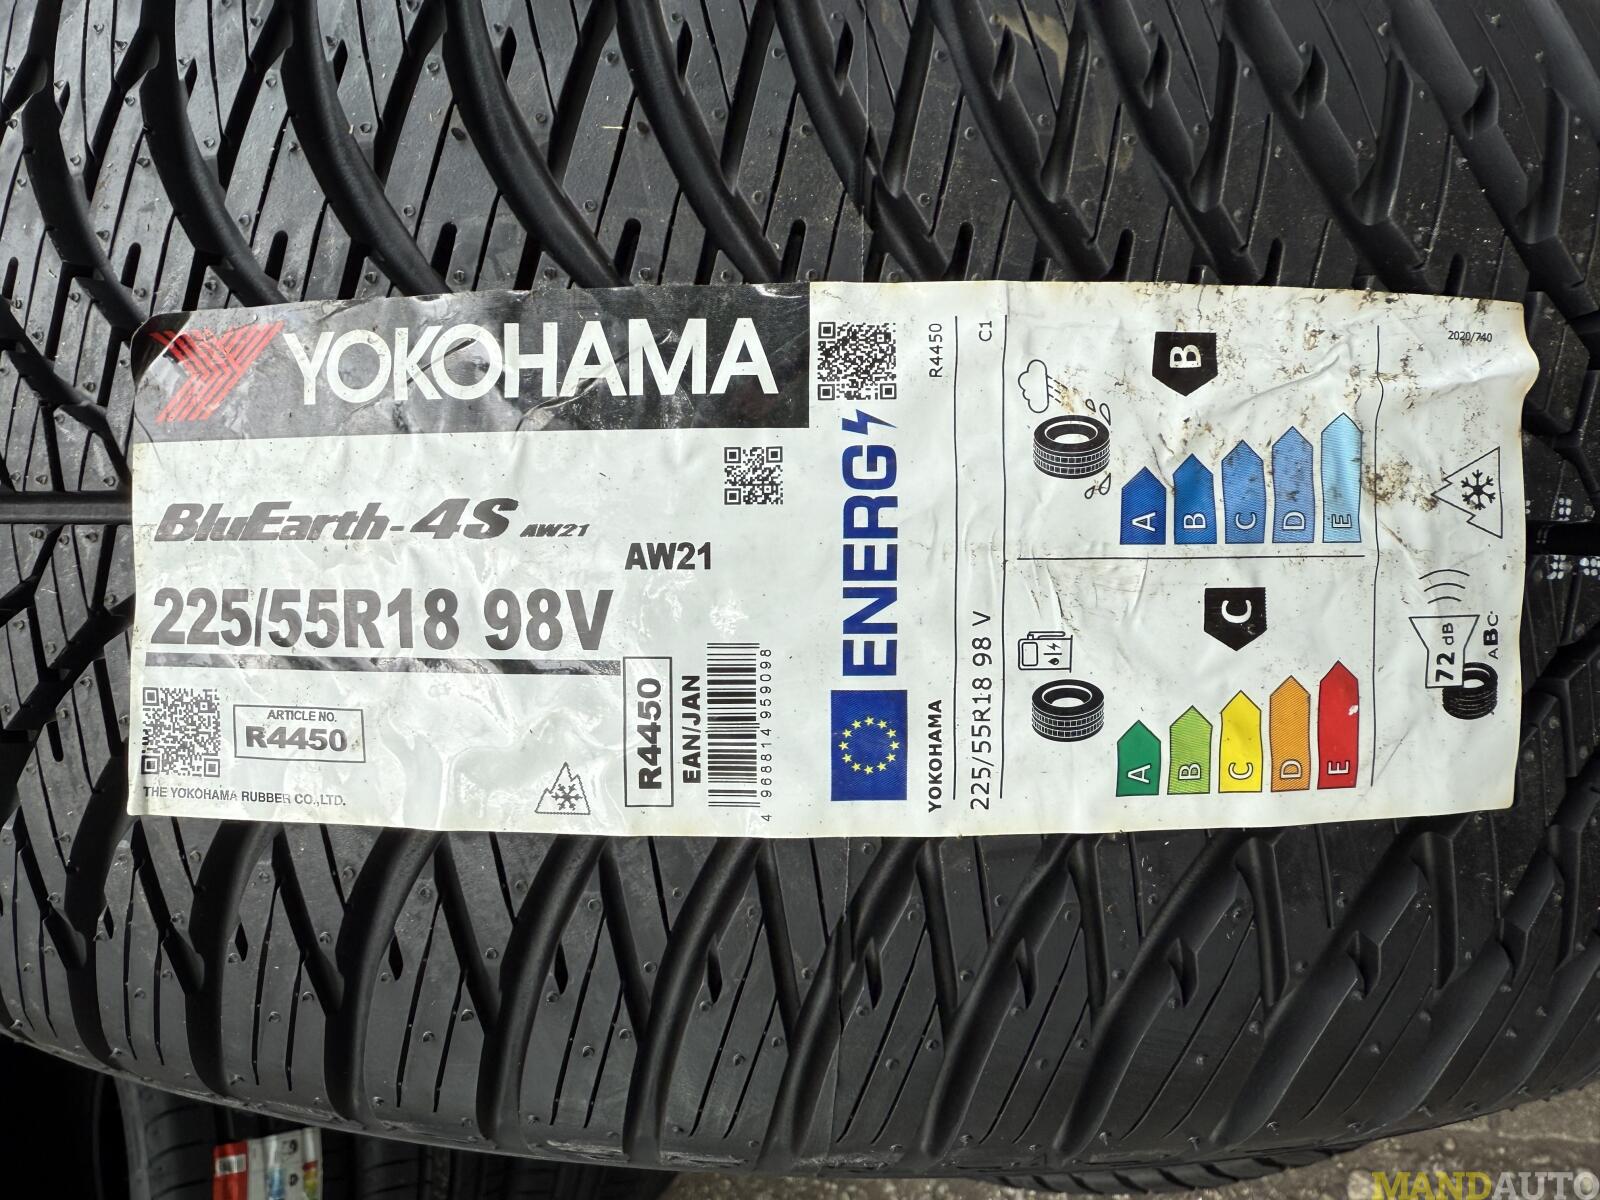 YOKOHAMA
BluEarth-4S AW21
AW21
225/55R18 98V
ARTICLE NO.
R4450
THE YOKOHAMA RUBBER CO.,LTD.
R4450
EAN/JAN
4 968814 959098
ENERG
YOKOHAMA
R4450
225/55R18 98 V
C1
B
A
B
C
D
E
C
A
B
C
D
E
2020/740
72 dB
ABC
MANDAUTO